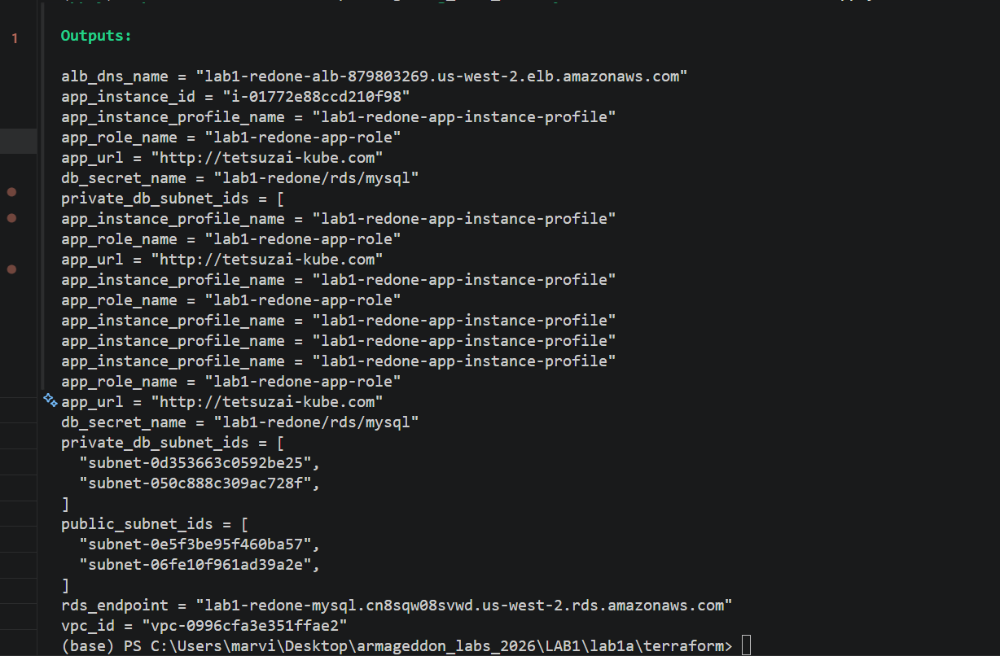 1
Outputs:
alb_dns_name = "lab1-redone-alb-879803269.us-west-2.elb.amazonaws.com"
app_instance_id = "i-01772e88ccd210f98"
app_instance_profile_name = "lab1-redone-app-instance-profile"
app_role_name = "lab1-redone-app-role"
app_url = "http://tetsuzai-kube.com"
db_secret_name = "lab1-redone/rds/mysql"
private_db_subnet_ids = [
app_instance_profile_name = "lab1-redone-app-instance-profile"
app_role_name = "lab1-redone-app-role"
app_url = "http://tetsuzai-kube.com"
app_instance_profile_name = "lab1-redone-app-instance-profile"
app_role_name = "lab1-redone-app-role"
app_instance_profile_name = "lab1-redone-app-instance-profile"
app_instance_profile_name = "lab1-redone-app-instance-profile"
app_instance_profile_name = "lab1-redone-app-instance-profile"
app_role_name = "lab1-redone-app-role"
app_url = "http://tetsuzai-kube.com"
db_secret_name = "lab1-redone/rds/mysql"
private_db_subnet_ids = [
"subnet-0d353663c0592be25",
"subnet-050c888c309ac728f",
]
public_subnet_ids = [
"subnet-0e5f3be95f460ba57",
"subnet-06fe10f961ad39a2e",
]
rds_endpoint = "lab1-redone-mysql.cn8sqw08svwd.us-west-2.rds.amazonaws.com"
vpc_id = "vpc-0996cfa3e351ffae2"
(base) PS C:\Users\marvi\Desktop\armageddon_labs_2026\LAB1\lab1a\terraform>